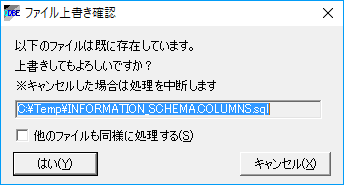 DBE ファイル上書き確認
以下のファイルは既に存在しています。
上書きしてもよろしいですか？
※キャンセルした場合は処理を中断します
C:¥Temp¥INFORMATION_SCHEMA.COLUMNS.sql
他のファイルも同様に処理する(S)
はい(Y)
キャンセル(X)